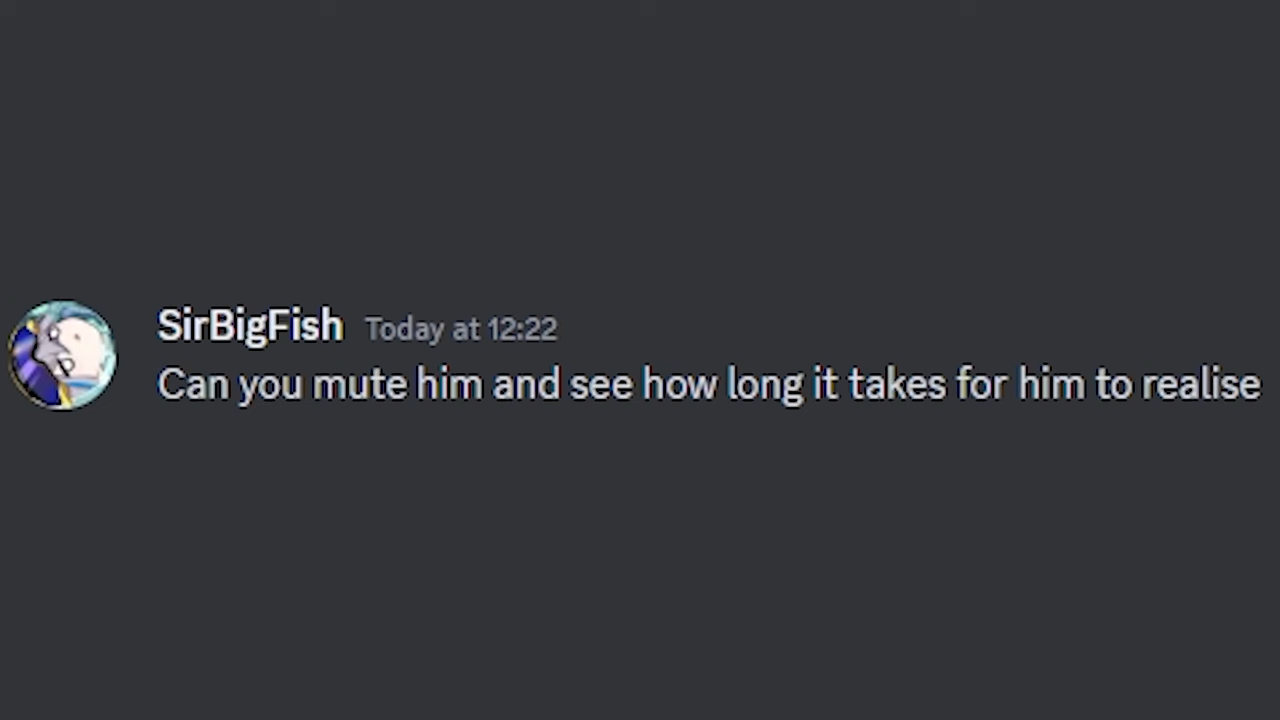 SirBigFish Today at 12:22
Can you mute him and see how long it takes for him to realise